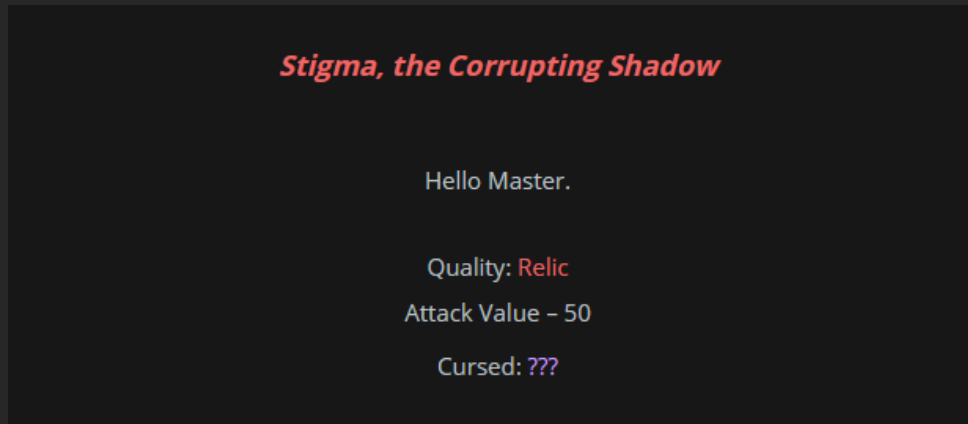 Stigma, the Corrupting Shadow
Hello Master.
Quality: Relic
Attack Value – 50
Cursed: ???